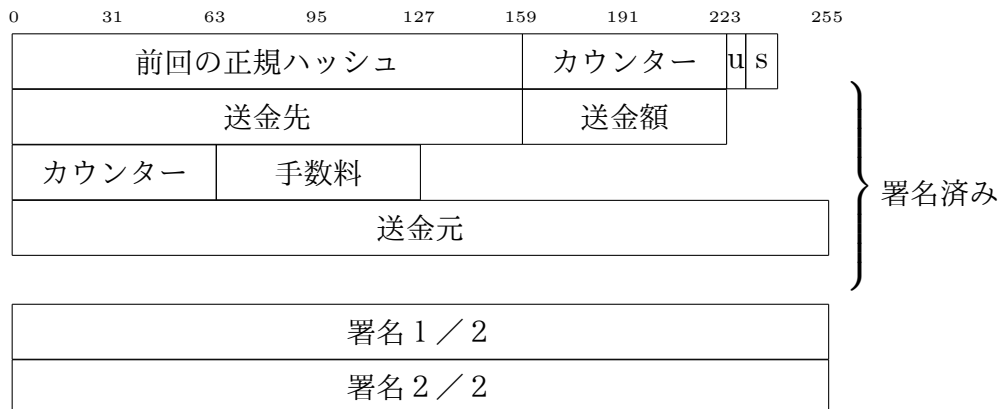 0 31 63 95 127 159 191 223 255
前回の正規ハッシュ カウンター u s
送金先 送金額
カウンター 手数料
署名済み
送金元
署名1／2
署名2／2